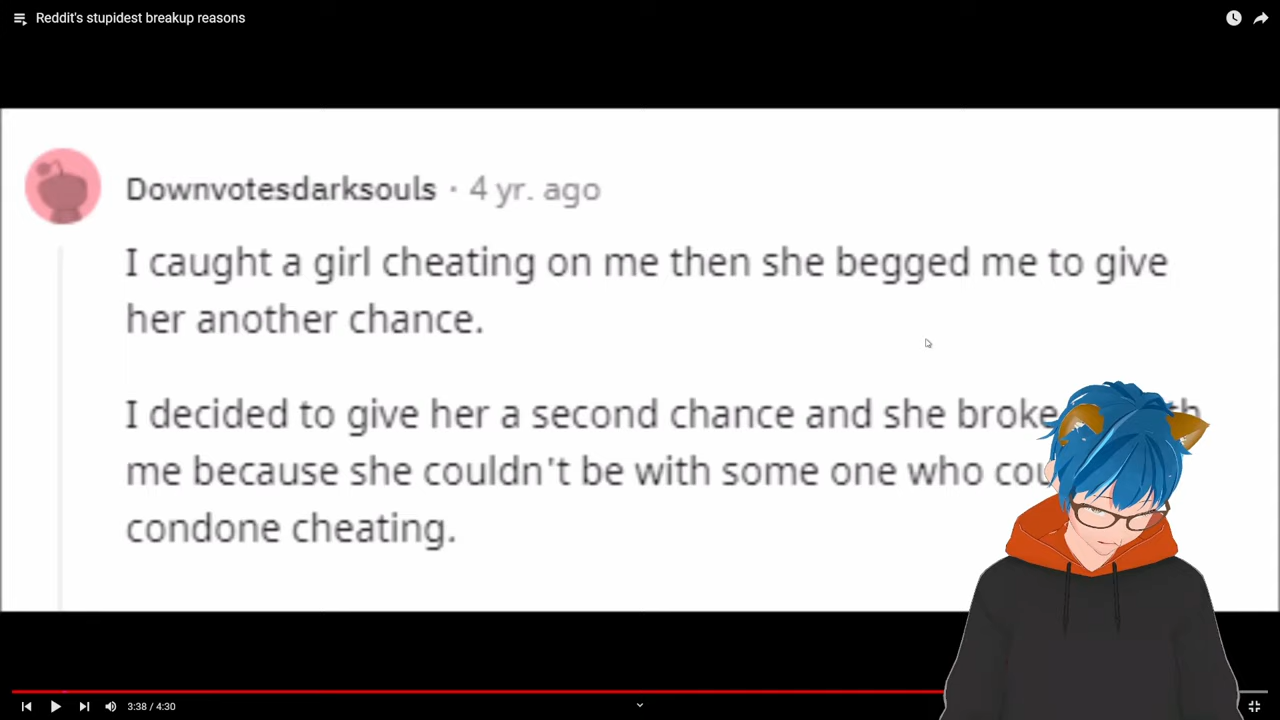 Reddit's stupidest breakup reasons
Downvotesdarksouls · 4 yr. ago
I caught a girl cheating on me then she begged me to give
her another chance.
I decided to give her a second chance and she broke
me because she couldn't be with some one who
condone cheating.
3:38 / 4:30